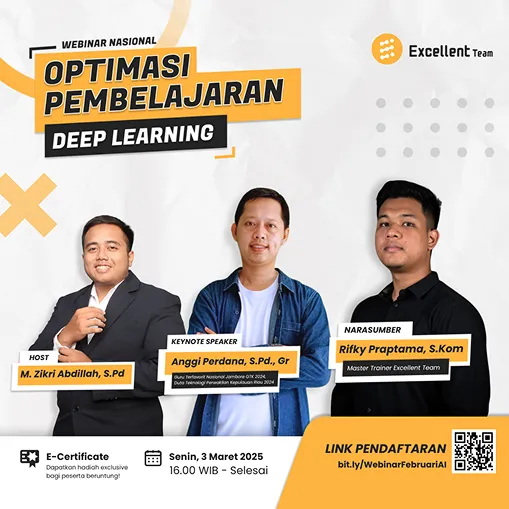 WEBINAR NASIONAL
OPTIMASI
PEMBELAJARAN
DEEP LEARNING
Excellent Team
HOST
M. Zikri Abdillah, S.Pd
KEYNOTE SPEAKER
Anggi Perdana, S.Pd., Gr
Guru Terfavorit Nasional Jambore GTK 2024,
Duta Teknologi Perwakilan Kepulauan Riau 2024
NARASUMBER
Rifky Praptama, S.Kom
Master Trainer Excellent Team
E-Certificate
Dapatkan hadiah exclusive
bagi peserta beruntung!
Senin, 3 Maret 2025
16.00 WIB - Selesai
LINK PENDAFTARAN
bit.ly/WebinarFebruariAI